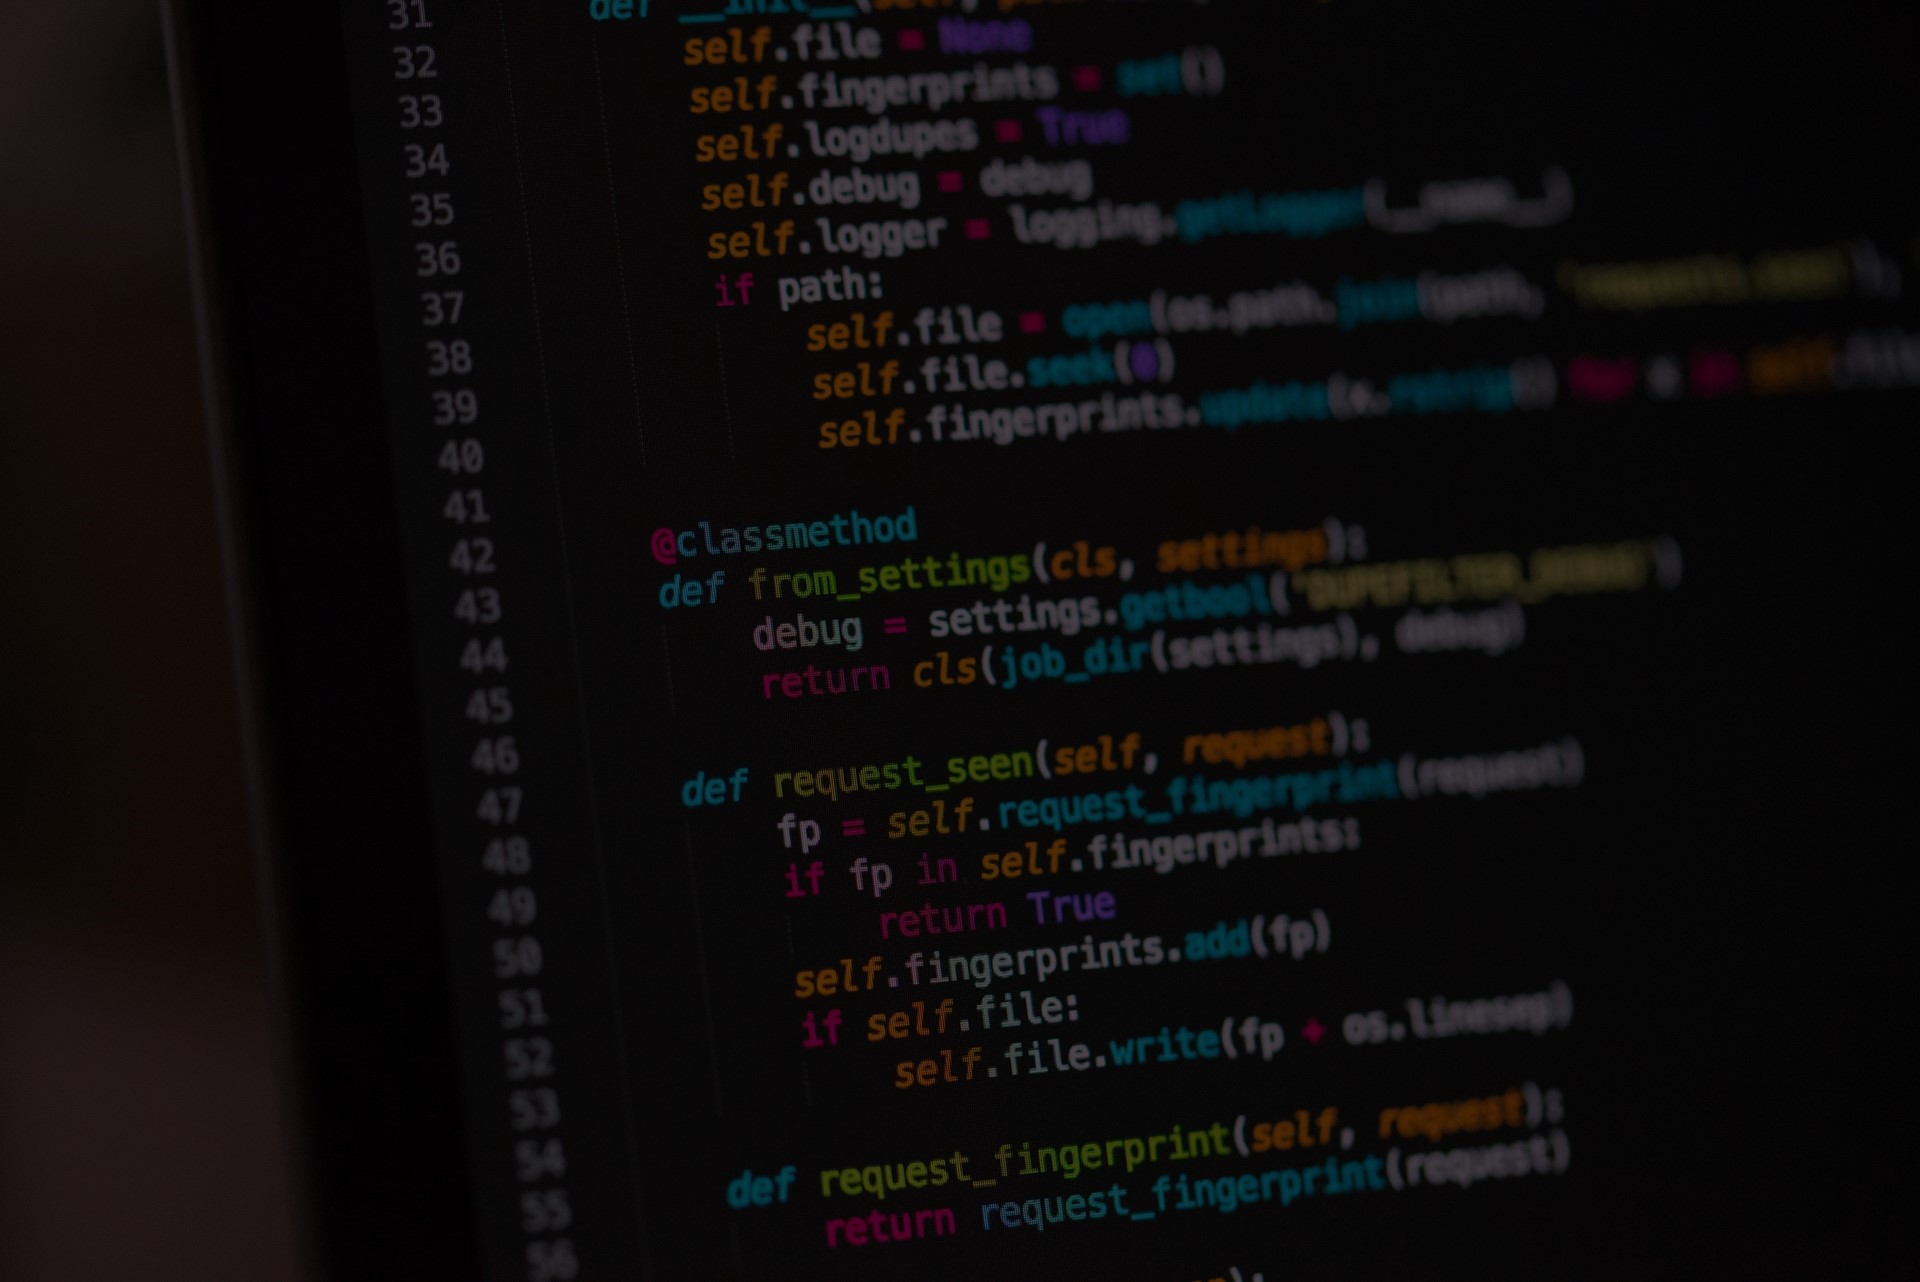 31 def __init__(self,
32 self.file = None
33 self.fingerprints = set()
34 self.logdupes = True
35 self.debug = debug
36 self.logger = logging.getLogger(__name__)
37 if path:
38 self.file = open(os.path.join(path, 'requests.seen'),
39 self.file.seek(0)
40 self.fingerprints.update(x.rstrip() for x in self.file
41
42 @classmethod
43 def from_settings(cls, settings):
44 debug = settings.getbool('DUPEFILTER_DEBUG')
45 return cls(job_dir(settings), debug)
46
47 def request_seen(self, request):
48 fp = self.request_fingerprint(request)
49 if fp in self.fingerprints:
50 return True
51 self.fingerprints.add(fp)
52 if self.file:
53 self.file.write(fp + os.linesep)
54
55 def request_fingerprint(self, request):
56 return request_fingerprint(request)
):